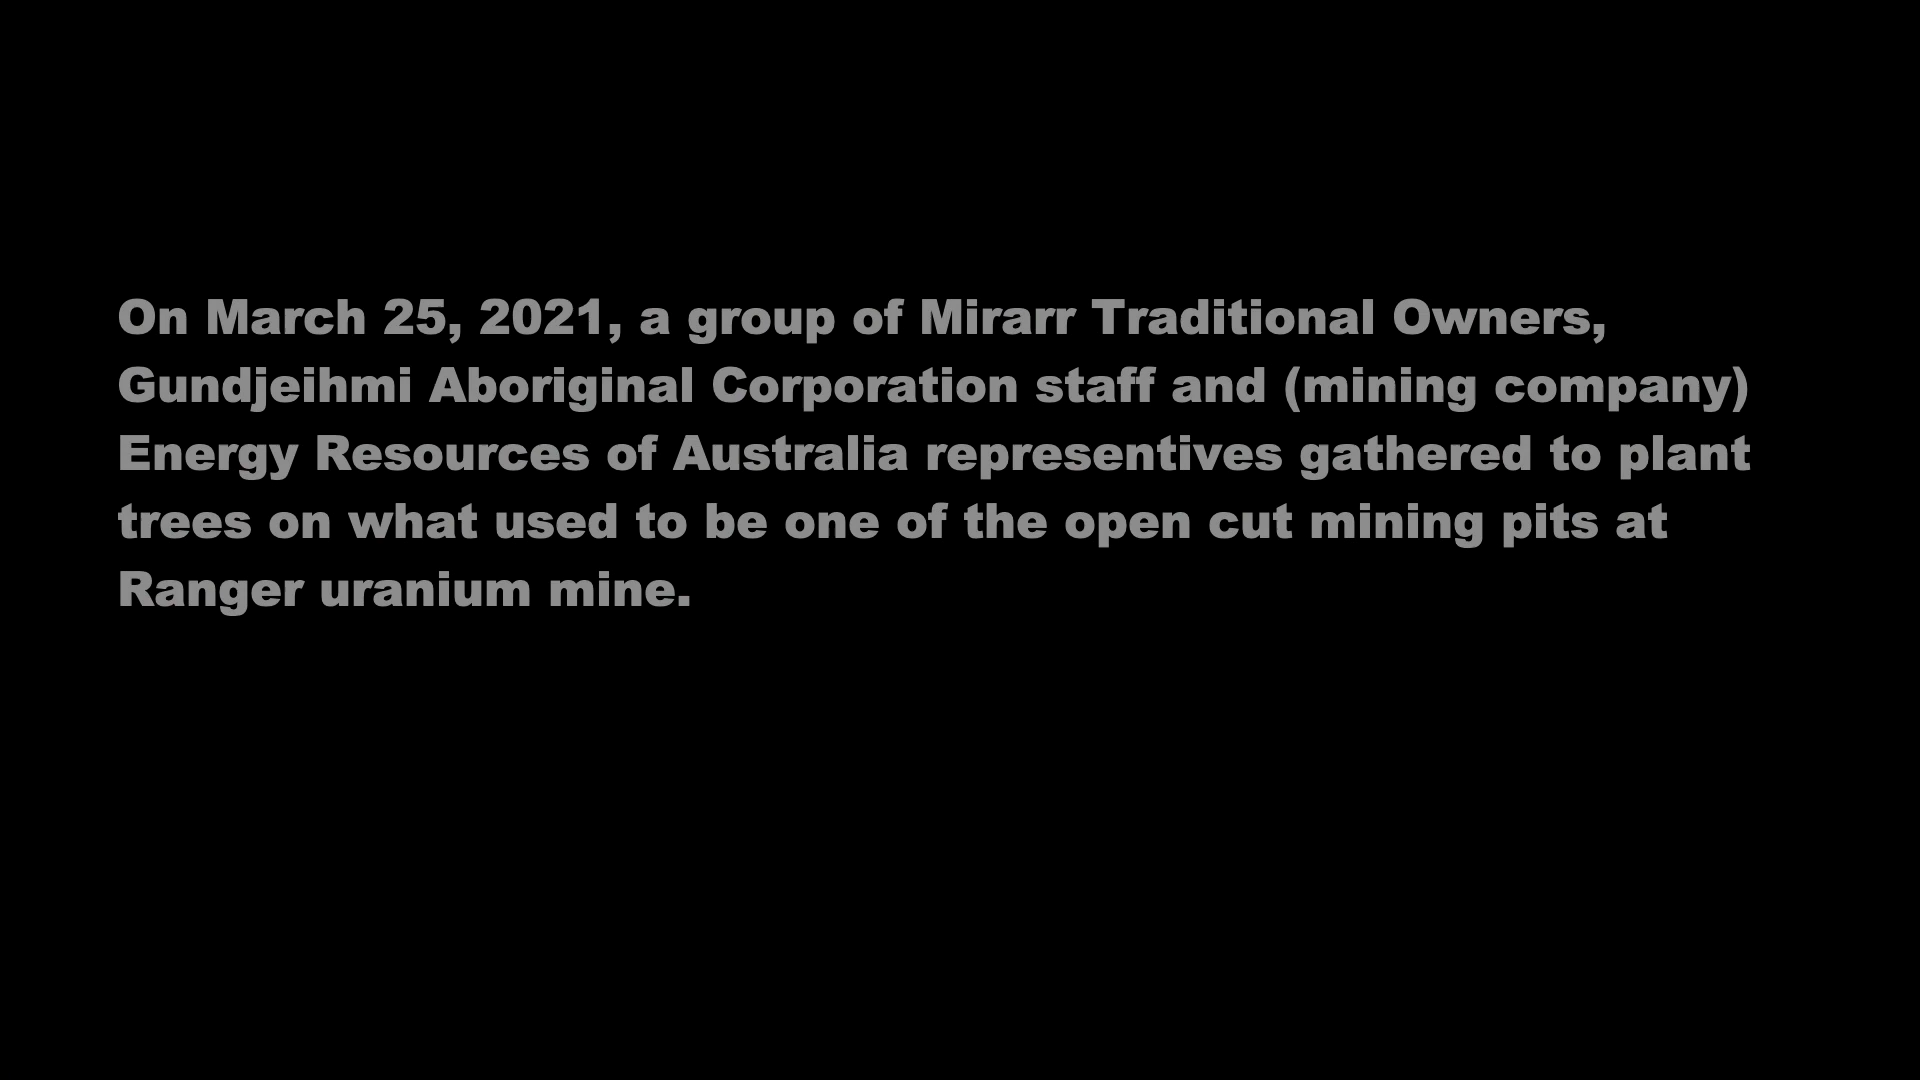 On March 25, 2021, a group of Mirarr Traditional Owners,
Gundjeihmi Aboriginal Corporation staff and (mining company)
Energy Resources of Australia representives gathered to plant
trees on what used to be one of the open cut mining pits at
Ranger uranium mine.